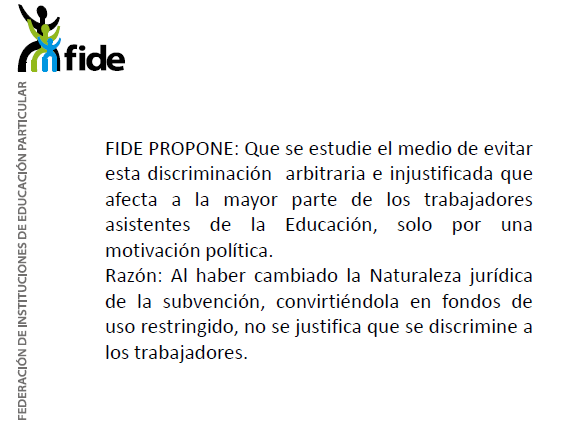 fide
FEDERACIÓN DE INSTITUCIONES DE EDUCACIÓN PARTICULAR
FIDE PROPONE: Que se estudie el medio de evitar
esta discriminación arbitraria e injustificada que
afecta a la mayor parte de los trabajadores
asistentes de la Educación, solo por una
motivación política.
Razón: Al haber cambiado la Naturaleza jurídica
de la subvención, convirtiéndola en fondos de
uso restringido, no se justifica que se discrimine a
los trabajadores.